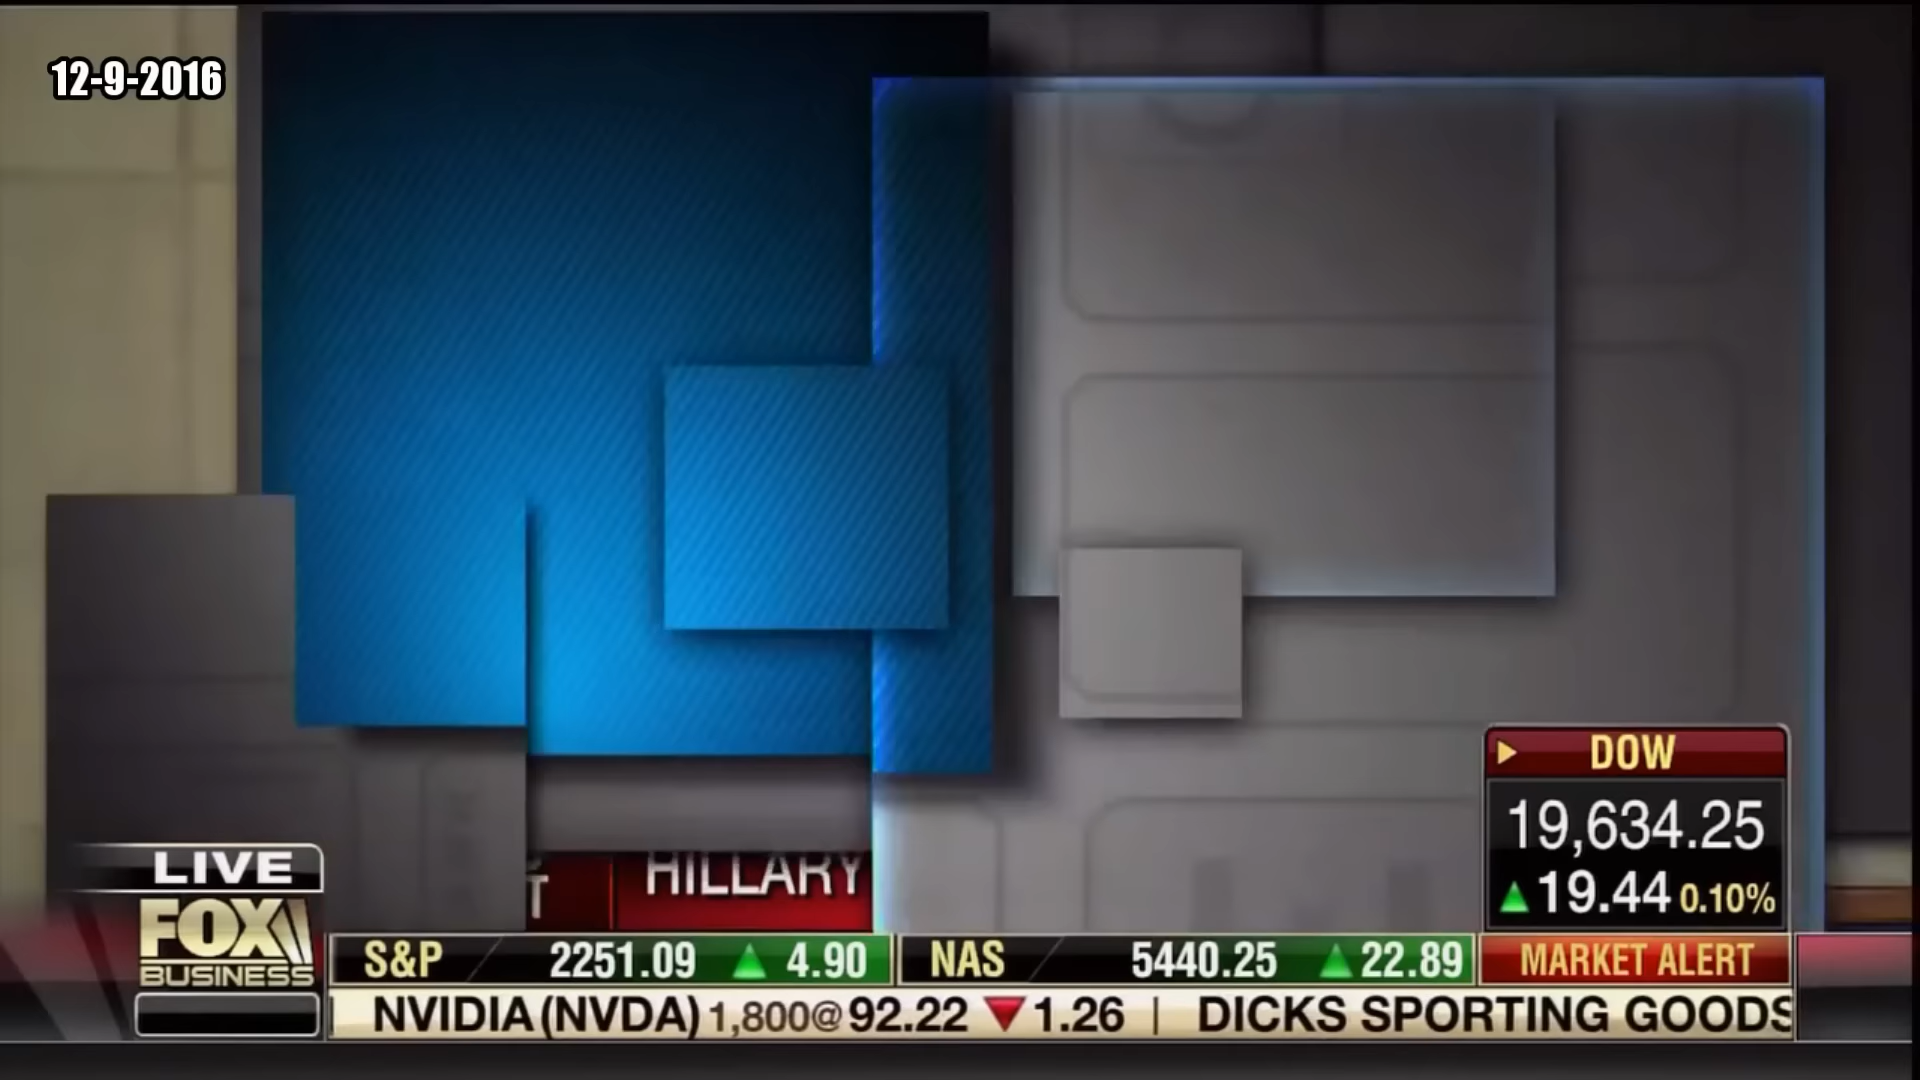 12-9-2016
DOW
19,634.25
19.44 0.10%
HILLARY
LIVE
FOX
BUSINESS
S&P 2251.09 4.90 NAS 5440.25 22.89 MARKET ALERT
NVIDIA (NVDA) 1,800@ 92.22 1.26 | DICKS SPORTING GOODS